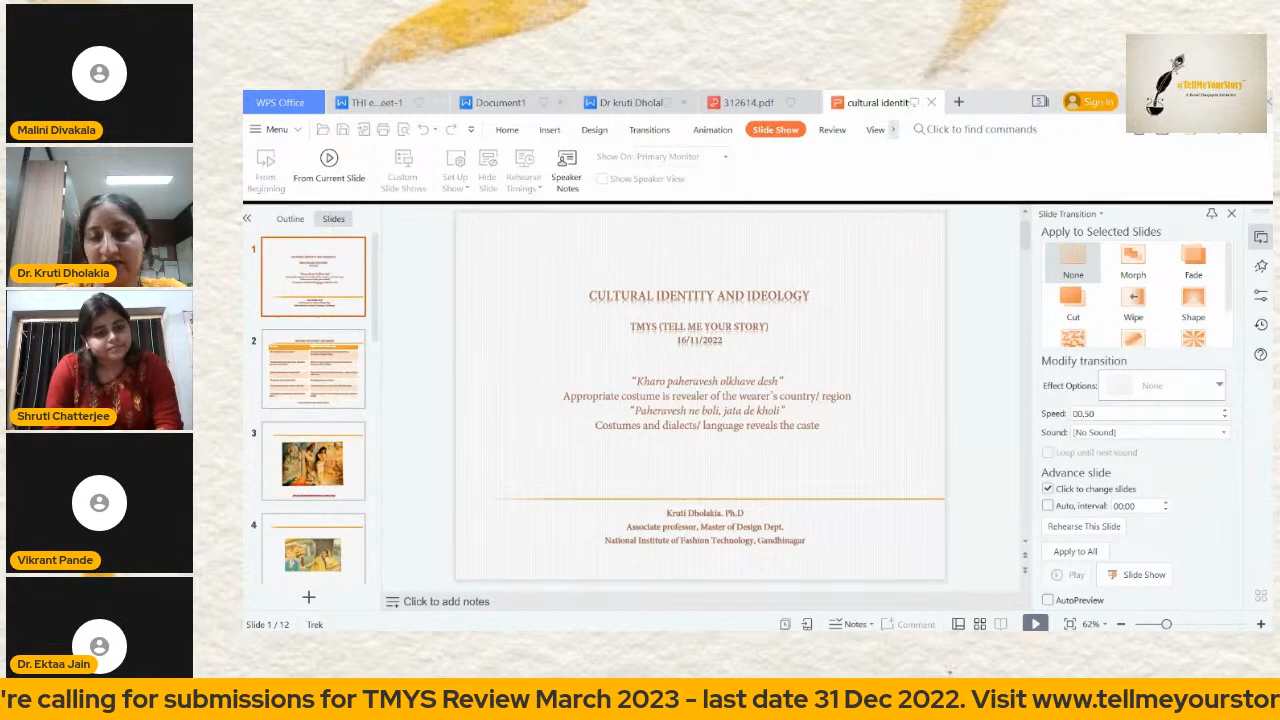 Malini Divakala
Dr. Kruti Dholakia
Shruti Chatterjee
Vikrant Pande
Dr. Ektaa Jain
#TellMeYourStory
WPS Office
THI e...eet-1
Document1
Dr kruti Dholal
312614.pdf
cultural identit
Sign in
Menu
Home
Insert
Design
Transitions
Animation
Slide Show
Review
View
Click to find commands
From Beginning
From Current Slide
Custom Slide Shows
Set Up Show
Hide Slide
Rehearse Timings
Speaker Notes
Show On: Primary Monitor
Show Speaker View
Outline
Slides
1
2
3
4
CULTURAL IDENTITY AND IDEOLOGY
TMYS (TELL ME YOUR STORY)
16/11/2022
"Kharo paheravesh olkhave desh"
Appropriate costume is revealer of the wearer's country/ region
"Paheravesh ne boli, jata de kholi"
Costumes and dialects/ language reveals the caste
Kruti Dholakia. Ph.D
Associate professor, Master of Design Dept.
National Institute of Fashion Technology, Gandhinagar
Slide Transition
Apply to Selected Slides
None
Morph
Fade
Cut
Wipe
Shape
Modify transition
Effect Options:
None
Speed: 00.50
Sound: [No Sound]
Loop until next sound
Advance slide
Click to change slides
Auto, interval: 00:00
Rehearse This Slide
Apply to All
Play
Slide Show
AutoPreview
Click to add notes
Slide 1 / 12
Trek
Notes
Comment
62%
're calling for submissions for TMYS Review March 2023 - last date 31 Dec 2022. Visit www.tellmeyourstor